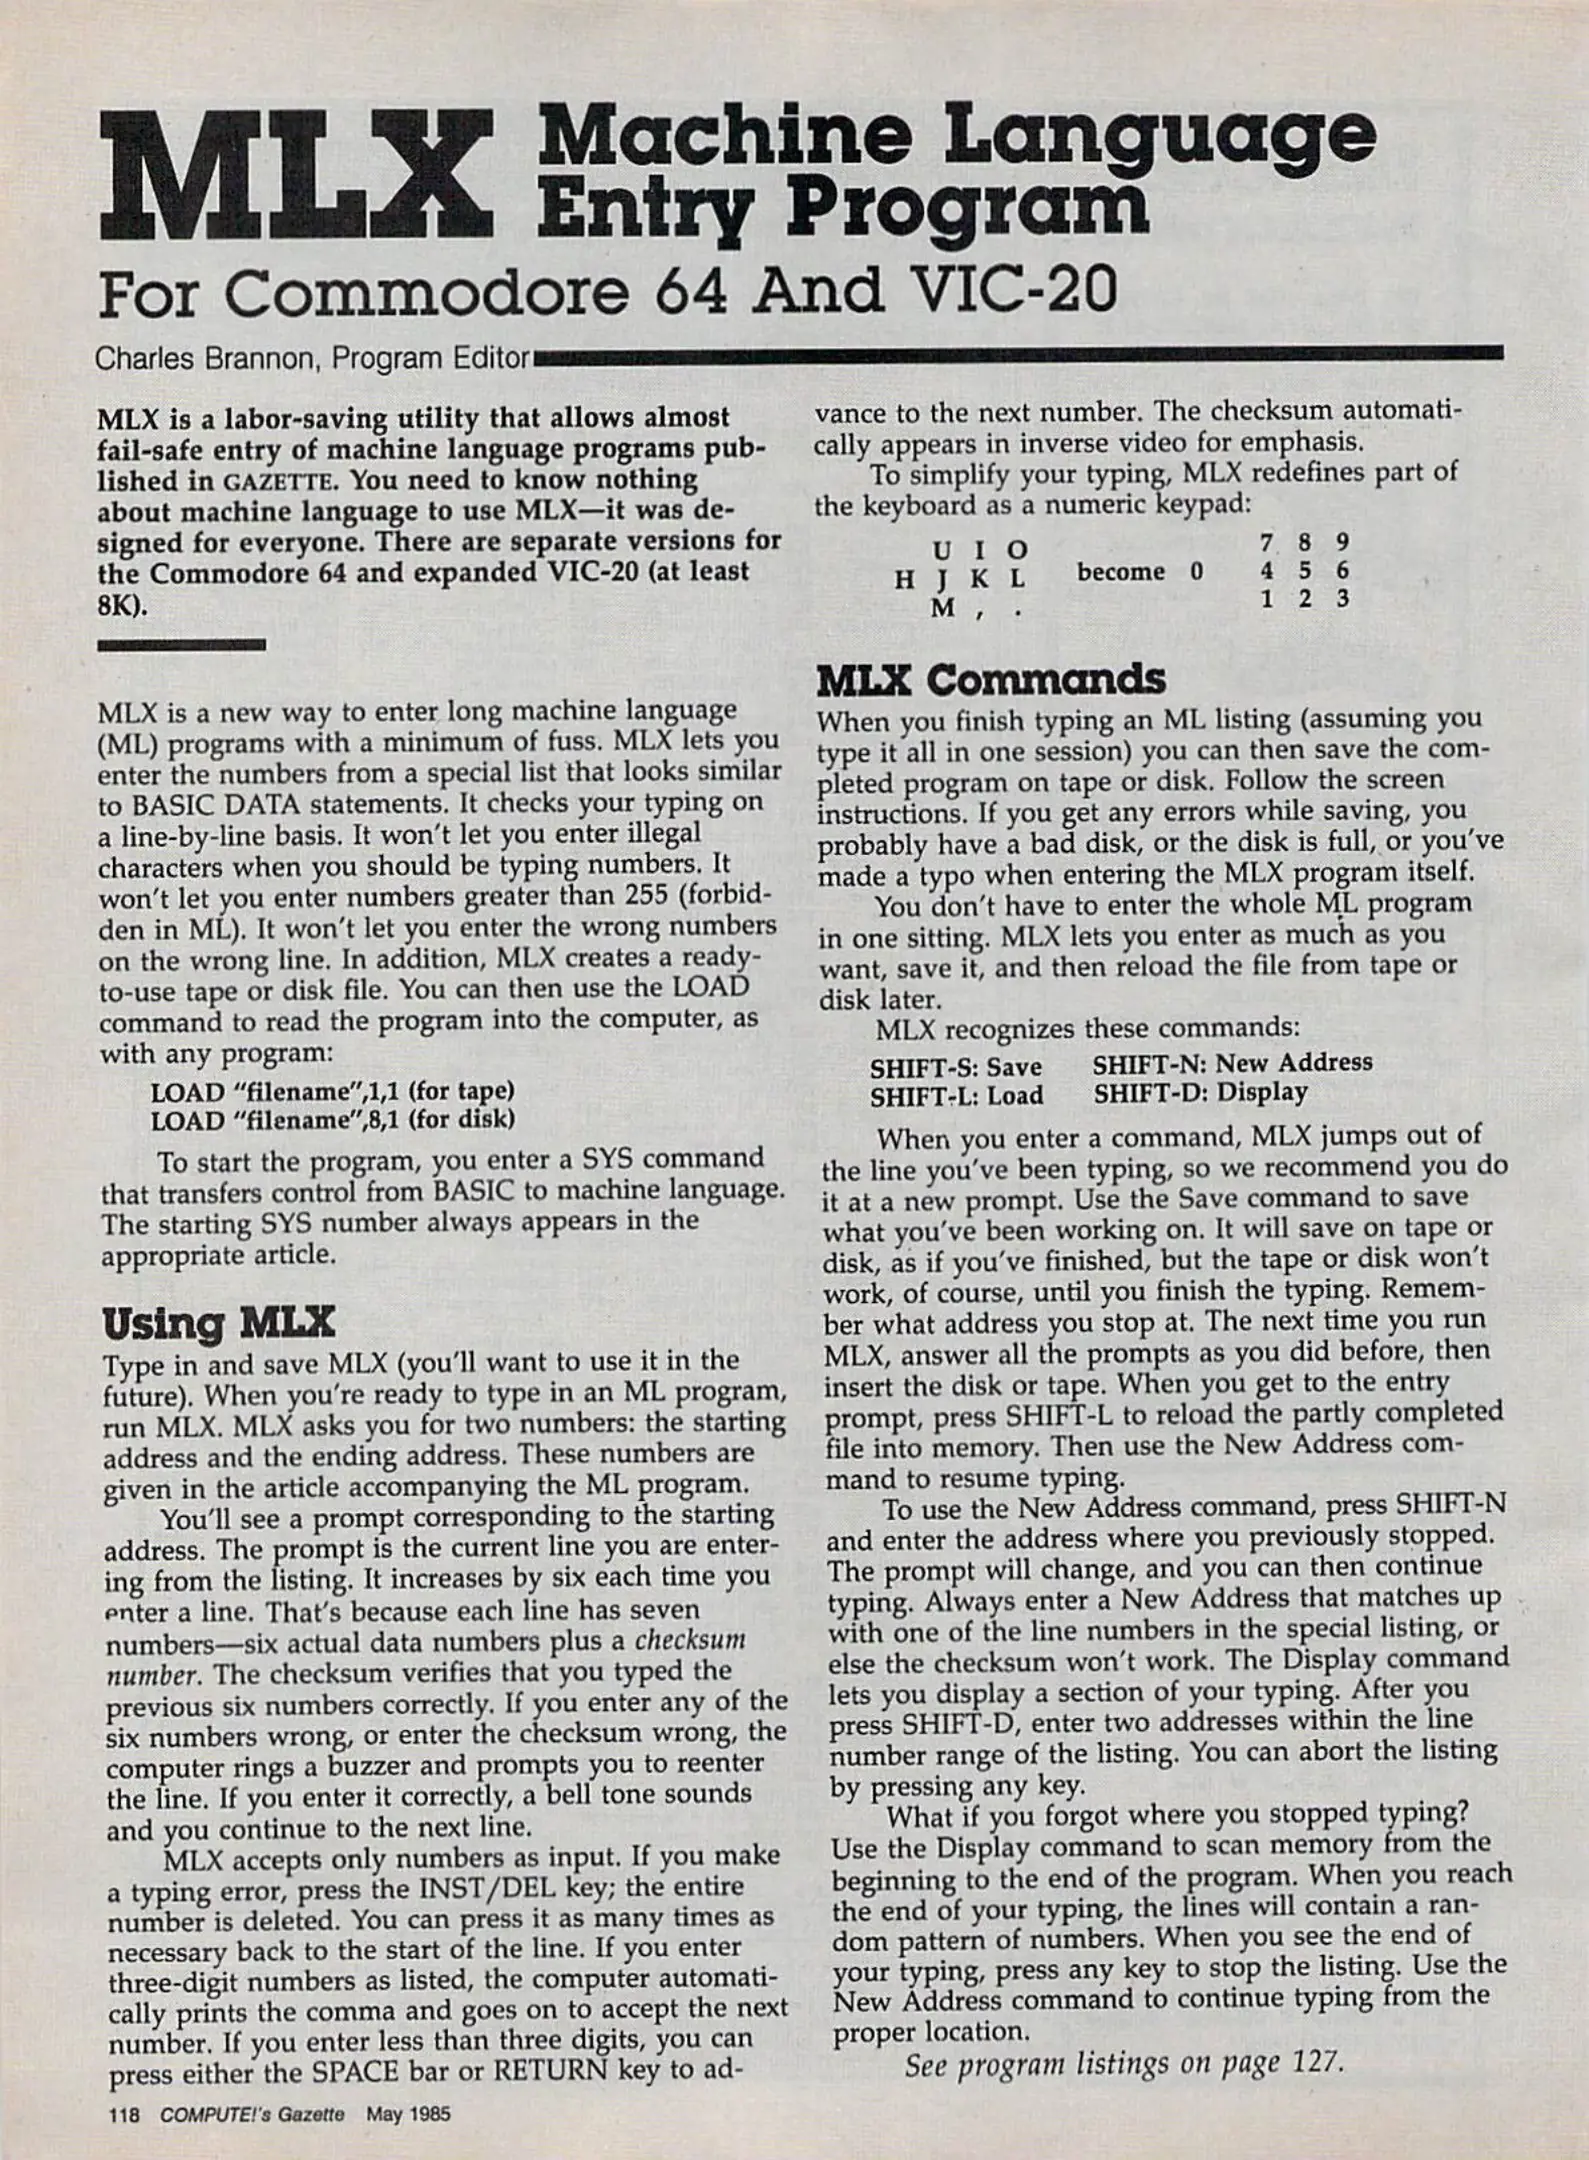 MLX Machine Language
Entry Program
For Commodore 64 And VIC-20
Charles Brannon, Program Editor
MLX is a labor-saving utility that allows almost
fail-safe entry of machine language programs pub-
lished in GAZETTE. You need to know nothing
about machine language to use MLX—it was de-
signed for everyone. There are separate versions for
the Commodore 64 and expanded VIC-20 (at least
8K).
MLX is a new way to enter long machine language
(ML) programs with a minimum of fuss. MLX lets you
enter the numbers from a special list that looks similar
to BASIC DATA statements. It checks your typing on
a line-by-line basis. It won't let you enter illegal
characters when you should be typing numbers. It
won't let you enter numbers greater than 255 (forbid-
den in ML). It won't let you enter the wrong numbers
on the wrong line. In addition, MLX creates a ready-
to-use tape or disk file. You can then use the LOAD
command to read the program into the computer, as
with any program:
LOAD "filename",1,1 (for tape)
LOAD "filename",8,1 (for disk)
To start the program, you enter a SYS command
that transfers control from BASIC to machine language.
The starting SYS number always appears in the
appropriate article.
Using MLX
Type in and save MLX (you'll want to use it in the
future). When you're ready to type in an ML program,
run MLX. MLX asks you for two numbers: the starting
address and the ending address. These numbers are
given in the article accompanying the ML program.
You'll see a prompt corresponding to the starting
address. The prompt is the current line you are enter-
ing from the listing. It increases by six each time you
enter a line. That's because each line has seven
numbers—six actual data numbers plus a checksum
number. The checksum verifies that you typed the
previous six numbers correctly. If you enter any of the
six numbers wrong, or enter the checksum wrong, the
computer rings a buzzer and prompts you to reenter
the line. If you enter it correctly, a bell tone sounds
and you continue to the next line.
MLX accepts only numbers as input. If you make
a typing error, press the INST/DEL key; the entire
number is deleted. You can press it as many times as
necessary back to the start of the line. If you enter
three-digit numbers as listed, the computer automati-
cally prints the comma and goes on to accept the next
number. If you enter less than three digits, you can
press either the SPACE bar or RETURN key to ad-
vance to the next number. The checksum automati-
cally appears in inverse video for emphasis.
To simplify your typing, MLX redefines part of
the keyboard as a numeric keypad:
U I O 7 8 9
H J K L become 0 4 5 6
M , . 1 2 3
MLX Commands
When you finish typing an ML listing (assuming you
type it all in one session) you can then save the com-
pleted program on tape or disk. Follow the screen
instructions. If you get any errors while saving, you
probably have a bad disk, or the disk is full, or you've
made a typo when entering the MLX program itself.
You don't have to enter the whole ML program
in one sitting. MLX lets you enter as much as you
want, save it, and then reload the file from tape or
disk later.
MLX recognizes these commands:
SHIFT-S: Save SHIFT-N: New Address
SHIFT-L: Load SHIFT-D: Display
When you enter a command, MLX jumps out of
the line you've been typing, so we recommend you do
it at a new prompt. Use the Save command to save
what you've been working on. It will save on tape or
disk, as if you've finished, but the tape or disk won't
work, of course, until you finish the typing. Remem-
ber what address you stop at. The next time you run
MLX, answer all the prompts as you did before, then
insert the disk or tape. When you get to the entry
prompt, press SHIFT-L to reload the partly completed
file into memory. Then use the New Address com-
mand to resume typing.
To use the New Address command, press SHIFT-N
and enter the address where you previously stopped.
The prompt will change, and you can then continue
typing. Always enter a New Address that matches up
with one of the line numbers in the special listing, or
else the checksum won't work. The Display command
lets you display a section of your typing. After you
press SHIFT-D, enter two addresses within the line
number range of the listing. You can abort the listing
by pressing any key.
What if you forgot where you stopped typing?
Use the Display command to scan memory from the
beginning to the end of the program. When you reach
the end of your typing, the lines will contain a ran-
dom pattern of numbers. When you see the end of
your typing, press any key to stop the listing. Use the
New Address command to continue typing from the
proper location.
See program listings on page 127.
118 COMPUTE!'s Gazette May 1985